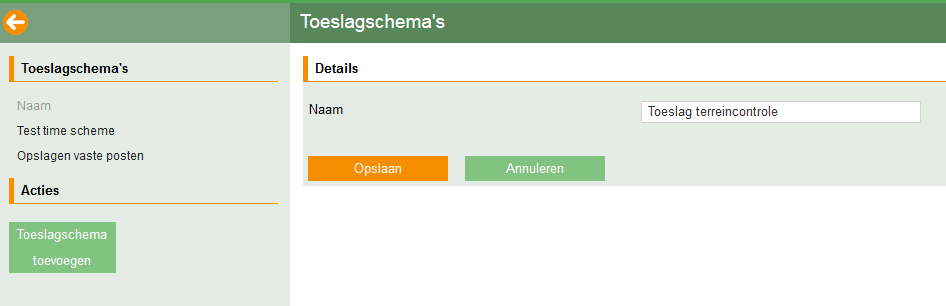 Toeslagschema's
Toeslagschema's
Naam
Test time scheme
Opslagen vaste posten
Acties
Toeslagschema
toevoegen
Details
Naam
Toeslag terreincontrole
Opslaan
Annuleren